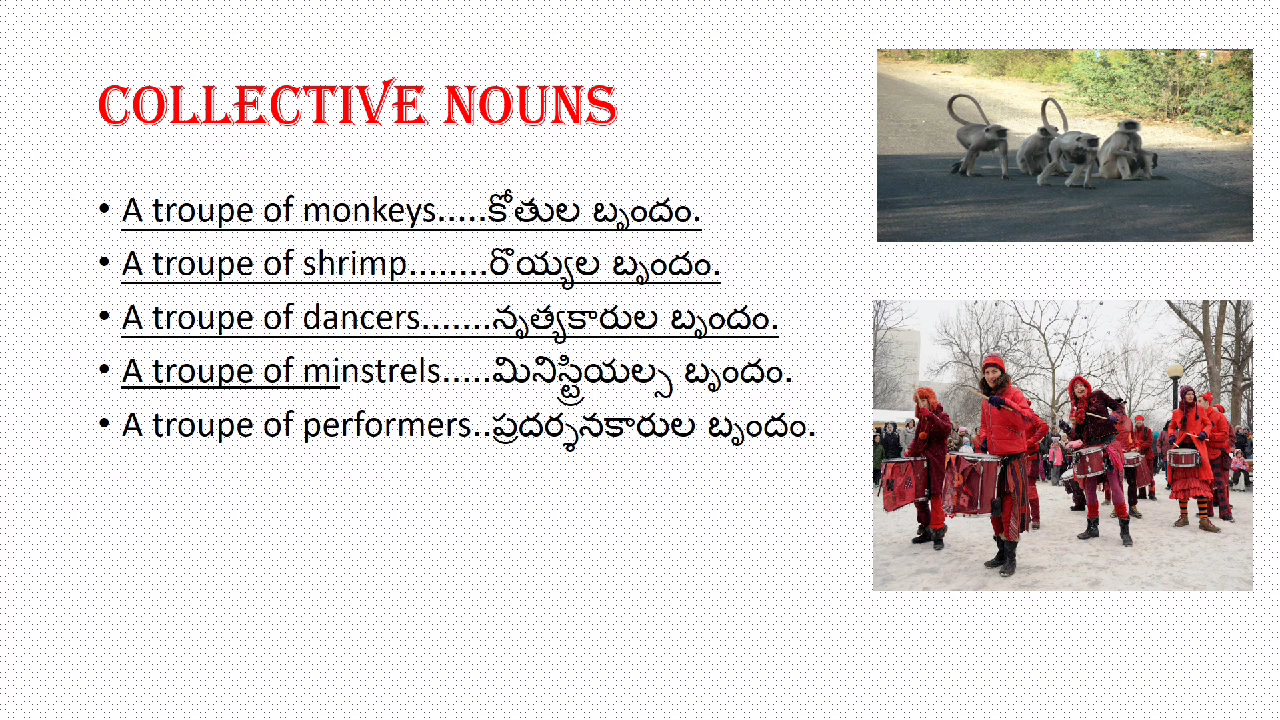 COLLECTIVE NOUNS
• A troupe of monkeys.....కోతుల బృందం.
• A troupe of shrimp........రొయ్యల బృందం.
• A troupe of dancers.......నృత్యకారుల బృందం.
• A troupe of minstrels.....మినిస్ట్రియల్స బృందం.
• A troupe of performers..ప్రదర్శనకారుల బృందం.